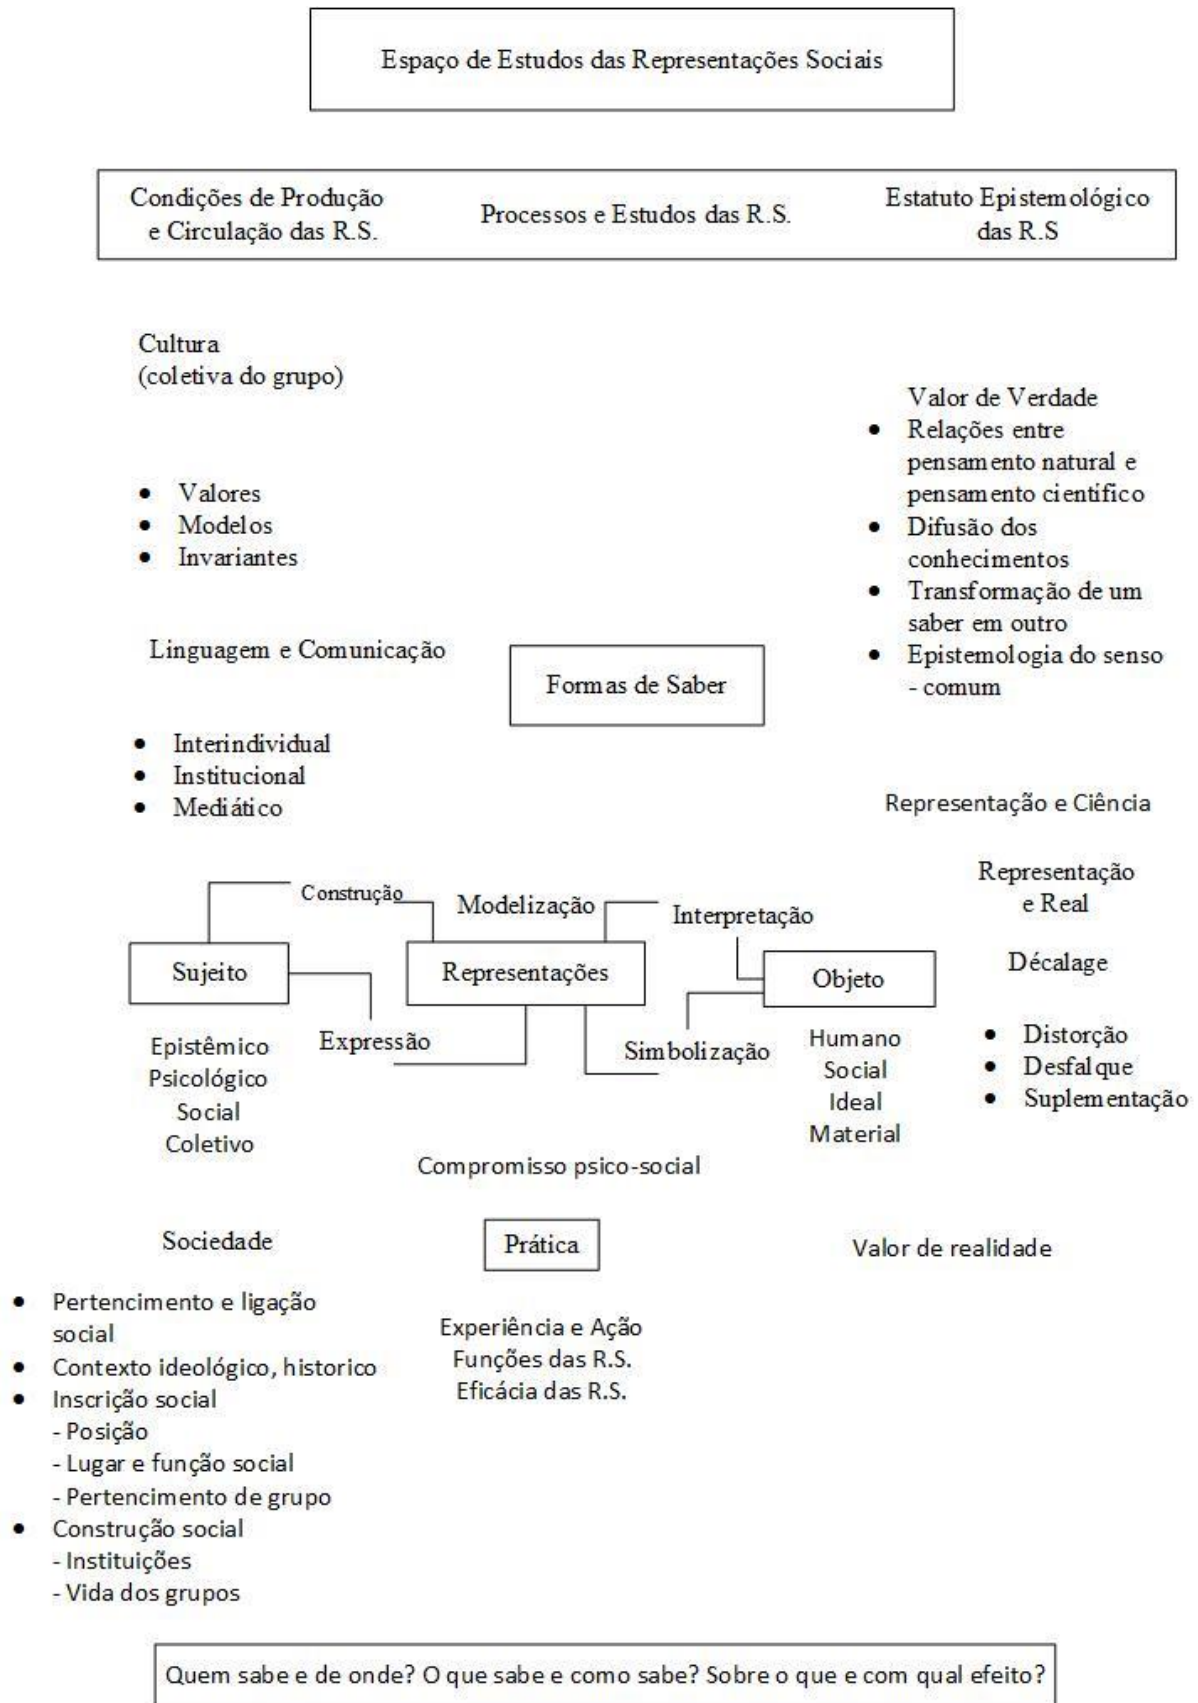 Espaço de Estudos das Representações Sociais
Condições de Produção
e Circulação das R.S.
Processos e Estudos das R.S.
Estatuto Epistemológico
das R.S
Cultura
(coletiva do grupo)
• Valores
• Modelos
• Invariantes
Linguagem e Comunicação
• Interindividual
• Institucional
• Mediático
Formas de Saber
Valor de Verdade
• Relações entre
pensamento natural e
pensamento científico
• Difusão dos
conhecimentos
• Transformação de um
saber em outro
• Epistemologia do senso
- comum
Representação e Ciência
Construção
Modelização
Interpretação
Sujeito
Representações
Objeto
Expressão
Simbolização
Epistêmico
Psicológico
Social
Coletivo
Humano
Social
Ideal
Material
Representação
e Real
Décalage
• Distorção
• Desfalque
• Suplementação
Compromisso psico-social
Sociedade
Prática
Valor de realidade
• Pertencimento e ligação
social
• Contexto ideológico, historico
• Inscrição social
- Posição
- Lugar e função social
- Pertencimento de grupo
• Construção social
- Instituições
- Vida dos grupos
Experiência e Ação
Funções das R.S.
Eficácia das R.S.
Quem sabe e de onde? O que sabe e como sabe? Sobre o que e com qual efeito?